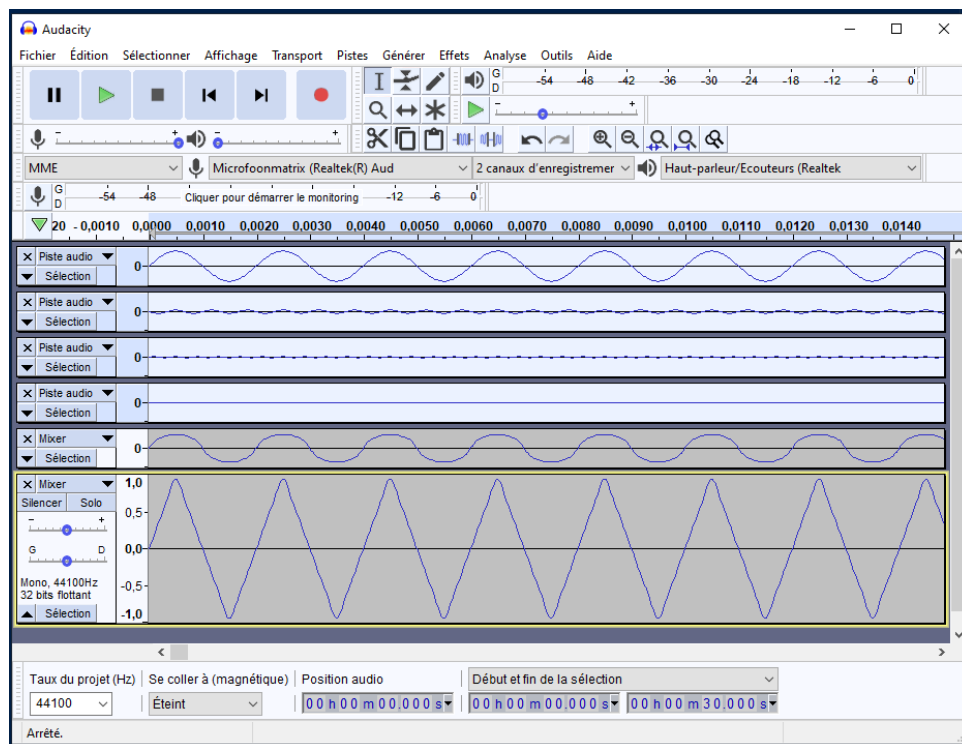 Audacity
Fichier Édition Sélectionner Affichage Transport Pistes Générer Effets Analyse Outils Aide
G
D
-54 -48 -42 -36 -30 -24 -18 -12 -6 0
- +
- + - +
MME Microfoonmatrix (Realtek(R) Aud 2 canaux d'enregistremer Haut-parleur/Ecouteurs (Realtek
G
D
-54 -48 Cliquer pour démarrer le monitoring -12 -6 0
20 -0,0010 0,0000 0,0010 0,0020 0,0030 0,0040 0,0050 0,0060 0,0070 0,0080 0,0090 0,0100 0,0110 0,0120 0,0130 0,0140
Piste audio
Sélection
0
Piste audio
Sélection
0
Piste audio
Sélection
0
Piste audio
Sélection
0
Mixer
Sélection
0
Mixer
Silencer Solo
- +
G D
Mono, 44100Hz
32 bits flottant
Sélection
1,0
0,5
0,0
-0,5
-1,0
Taux du projet (Hz) Se coller à (magnétique) Position audio Début et fin de la sélection
44100 Éteint 00 h 00 m 00.000 s 00 h 00 m 00.000 s 00 h 00 m 30.000 s
Arrété.